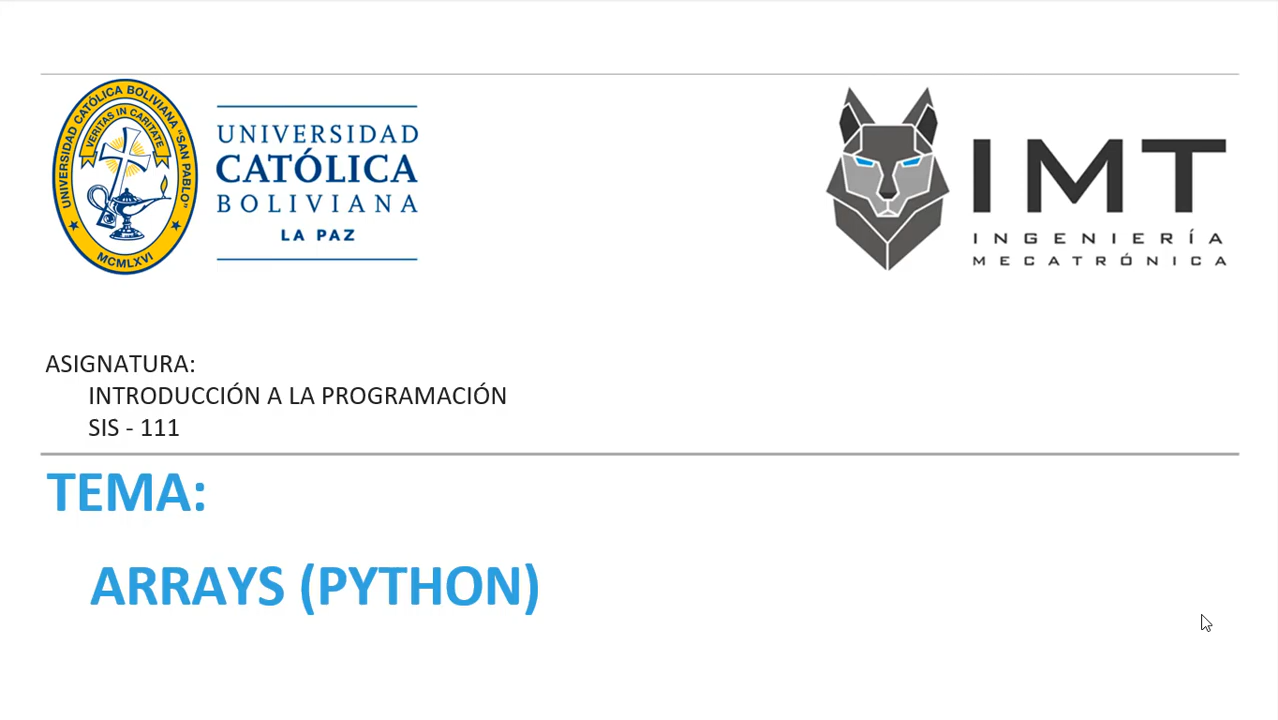 UNIVERSIDAD CATÓLICA BOLIVIANA "SAN PABLO"
VERITAS IN CARITATE
MCMLXVI
UNIVERSIDAD
CATÓLICA
BOLIVIANA
LA PAZ
IMT
INGENIERÍA
MECATRÓNICA
ASIGNATURA:
INTRODUCCIÓN A LA PROGRAMACIÓN
SIS - 111
TEMA:
ARRAYS (PYTHON)